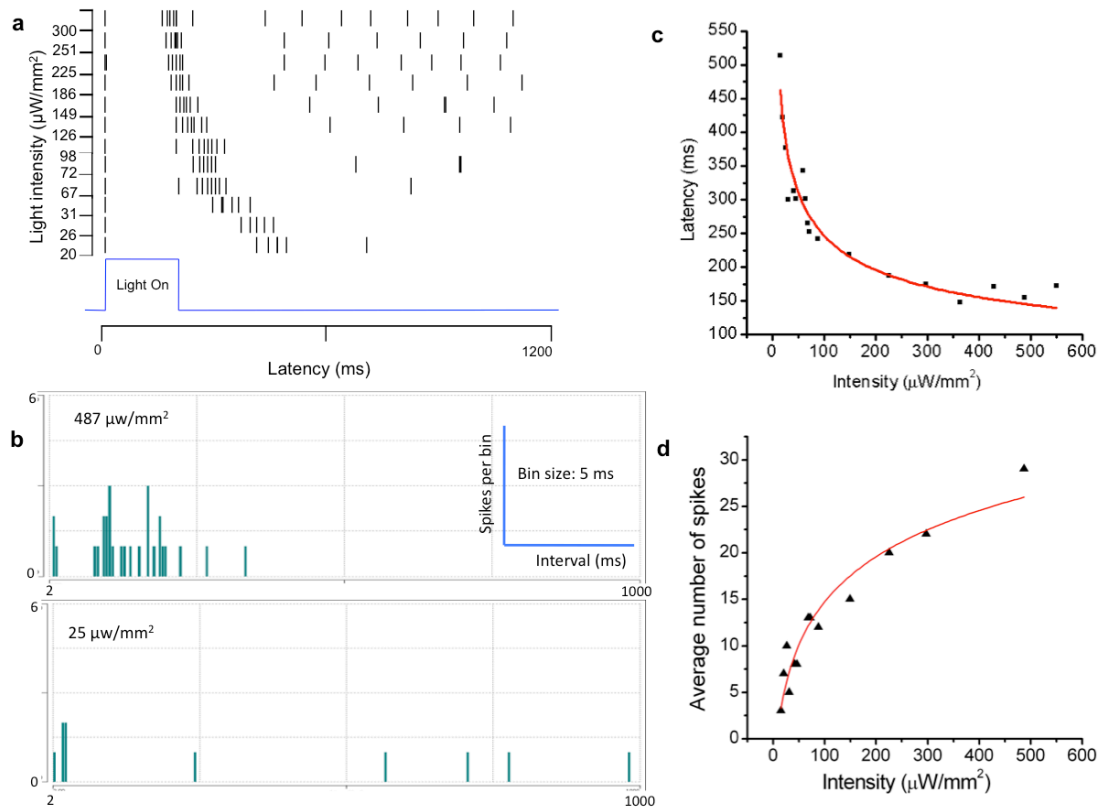 a
Light intensity (µW/mm²)
300
251
225
186
149
126
98
72
67
31
26
20
Light On
0
1200
Latency (ms)
b
6
487 µw/mm²
Spikes per bin
Bin size: 5 ms
Interval (ms)
0
2
1000
6
25 µw/mm²
0
2
1000
c
Latency (ms)
550
500
450
400
350
300
250
200
150
100
0 100 200 300 400 500 600
Intensity (µW/mm²)
d
Average number of spikes
30
25
20
15
10
5
0
0 100 200 300 400 500 600
Intensity (µW/mm²)